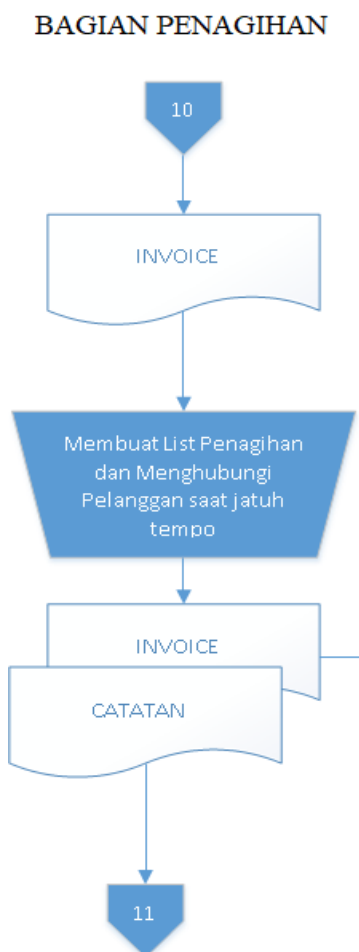 BAGIAN PENAGIHAN
10
INVOICE
Membuat List Penagihan
dan Menghubungi
Pelanggan saat jatuh
tempo
INVOICE
CATATAN
11